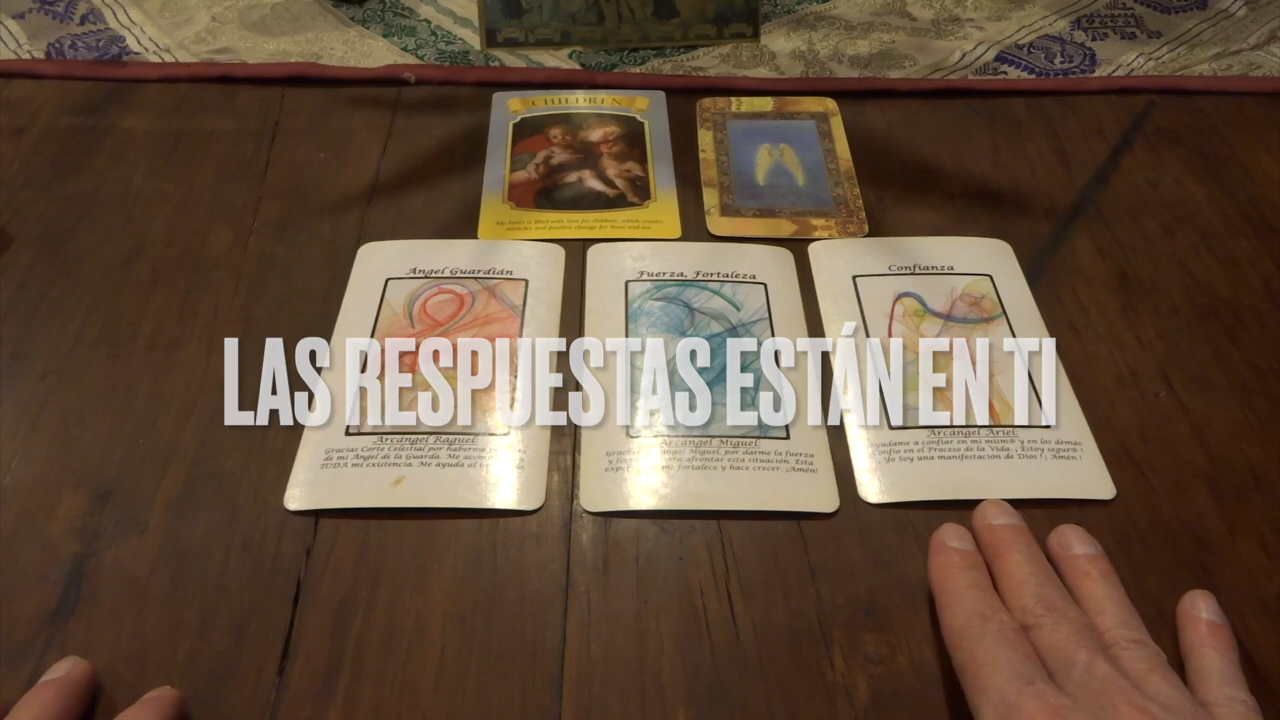 CHILDREN
My heart is filled with love for children, which creates
miracles and positive change for them and me.
Ángel Guardián
Fuerza, Fortaleza
Confianza
LAS RESPUESTAS ESTÁN EN TI
Arcángel Raguel:
Gracias Corte Celestial por
de mi Ángel de la Guarda. Me
TODA mi existencia. Me ayuda al
Arcángel Miguel:
Gracias Miguel, por darme la fuerza
y afrontar esta situación. Esta
me fortalece y hace crecer. ¡Amén!
Arcángel Ariel:
Ayúdame a confiar en mi mism@ y en los demás
Confío en el Proceso de la Vida. ¡Estoy segur@!
Yo Soy una manifestación de Dios! ¡Amén!